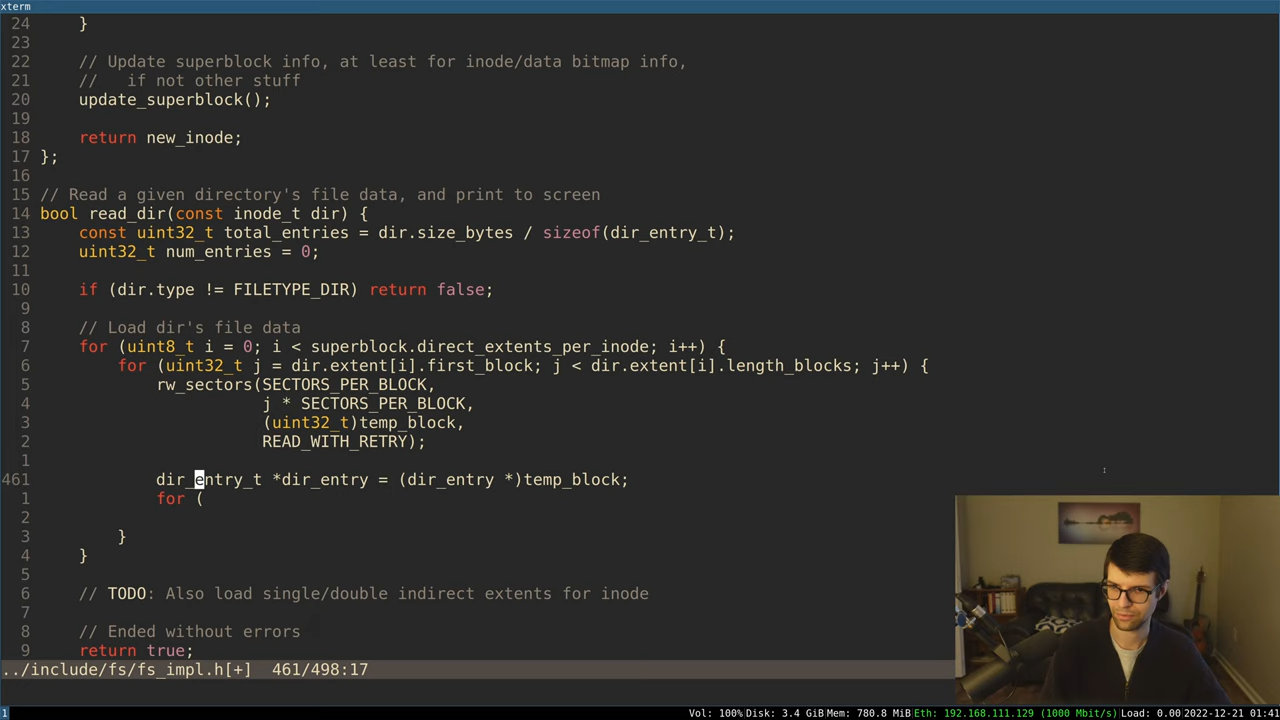 xterm
24     }
23
22     // Update superblock info, at least for inode/data bitmap info,
21     //   if not other stuff
20     update_superblock();
19
18     return new_inode;
17 };
16
15 // Read a given directory's file data, and print to screen
14 bool read_dir(const inode_t dir) {
13     const uint32_t total_entries = dir.size_bytes / sizeof(dir_entry_t);
12     uint32_t num_entries = 0;
11
10     if (dir.type != FILETYPE_DIR) return false;
9
8     // Load dir's file data
7     for (uint8_t i = 0; i < superblock.direct_extents_per_inode; i++) {
6         for (uint32_t j = dir.extent[i].first_block; j < dir.extent[i].length_blocks; j++) {
5             rw_sectors(SECTORS_PER_BLOCK,
4                        j * SECTORS_PER_BLOCK,
3                        (uint32_t)temp_block,
2                        READ_WITH_RETRY);
1
461             dir_entry_t *dir_entry = (dir_entry *)temp_block;
1             for (
2
3         }
4     }
5
6     // TODO: Also load single/double indirect extents for inode
7
8     // Ended without errors
9     return true;
../include/fs/fs_impl.h[+]  461/498:17
1 Vol: 100% Disk: 3.4 GiB Mem: 780.8 MiB Eth: 192.168.111.129 (1000 Mbit/s) Load: 0.00 2022-12-21 01:41